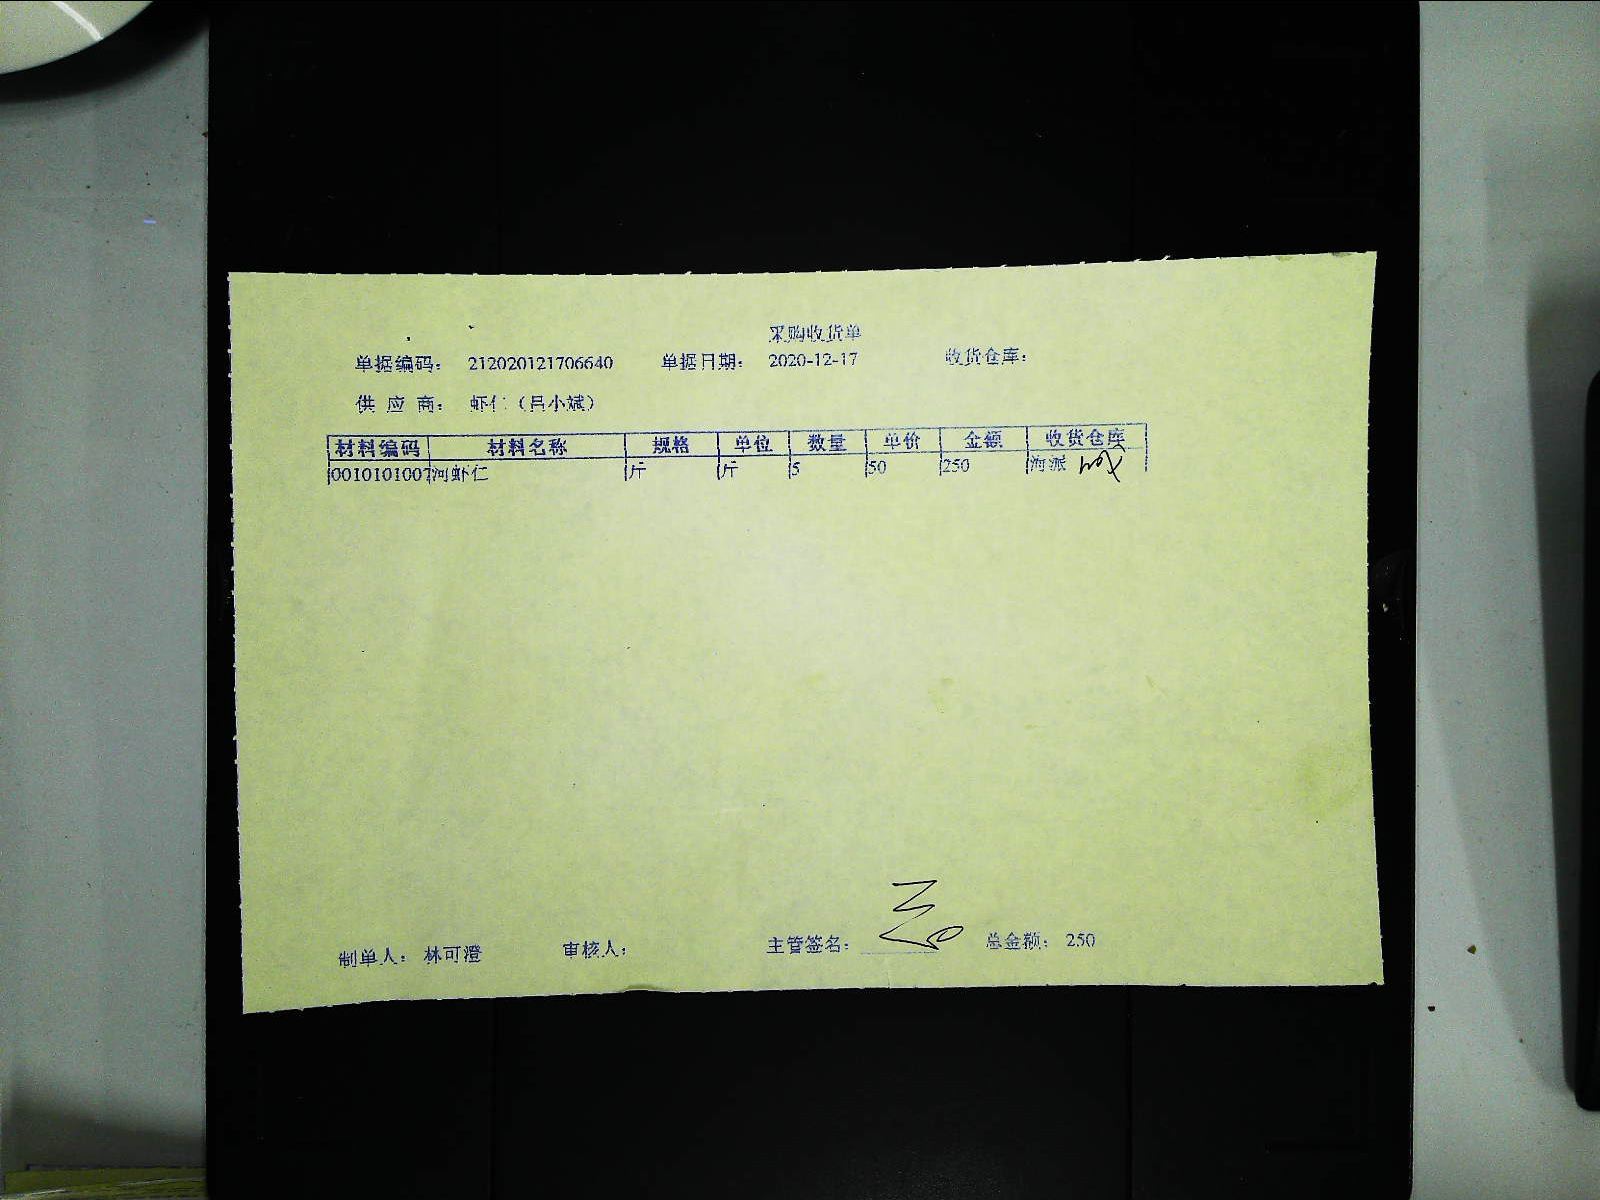 采购收货单
单据编码: 212020121706640 单据日期: 2020-12-17 收货仓库:
供应商: 虾仁（吕小斌）
材料编码 材料名称 规格 单位 数量 单价 金额 收货仓库
0010101007 河虾仁 斤 斤 5 50 250 海派
制单人: 林可澄 审核人: 主管签名: 总金额: 250